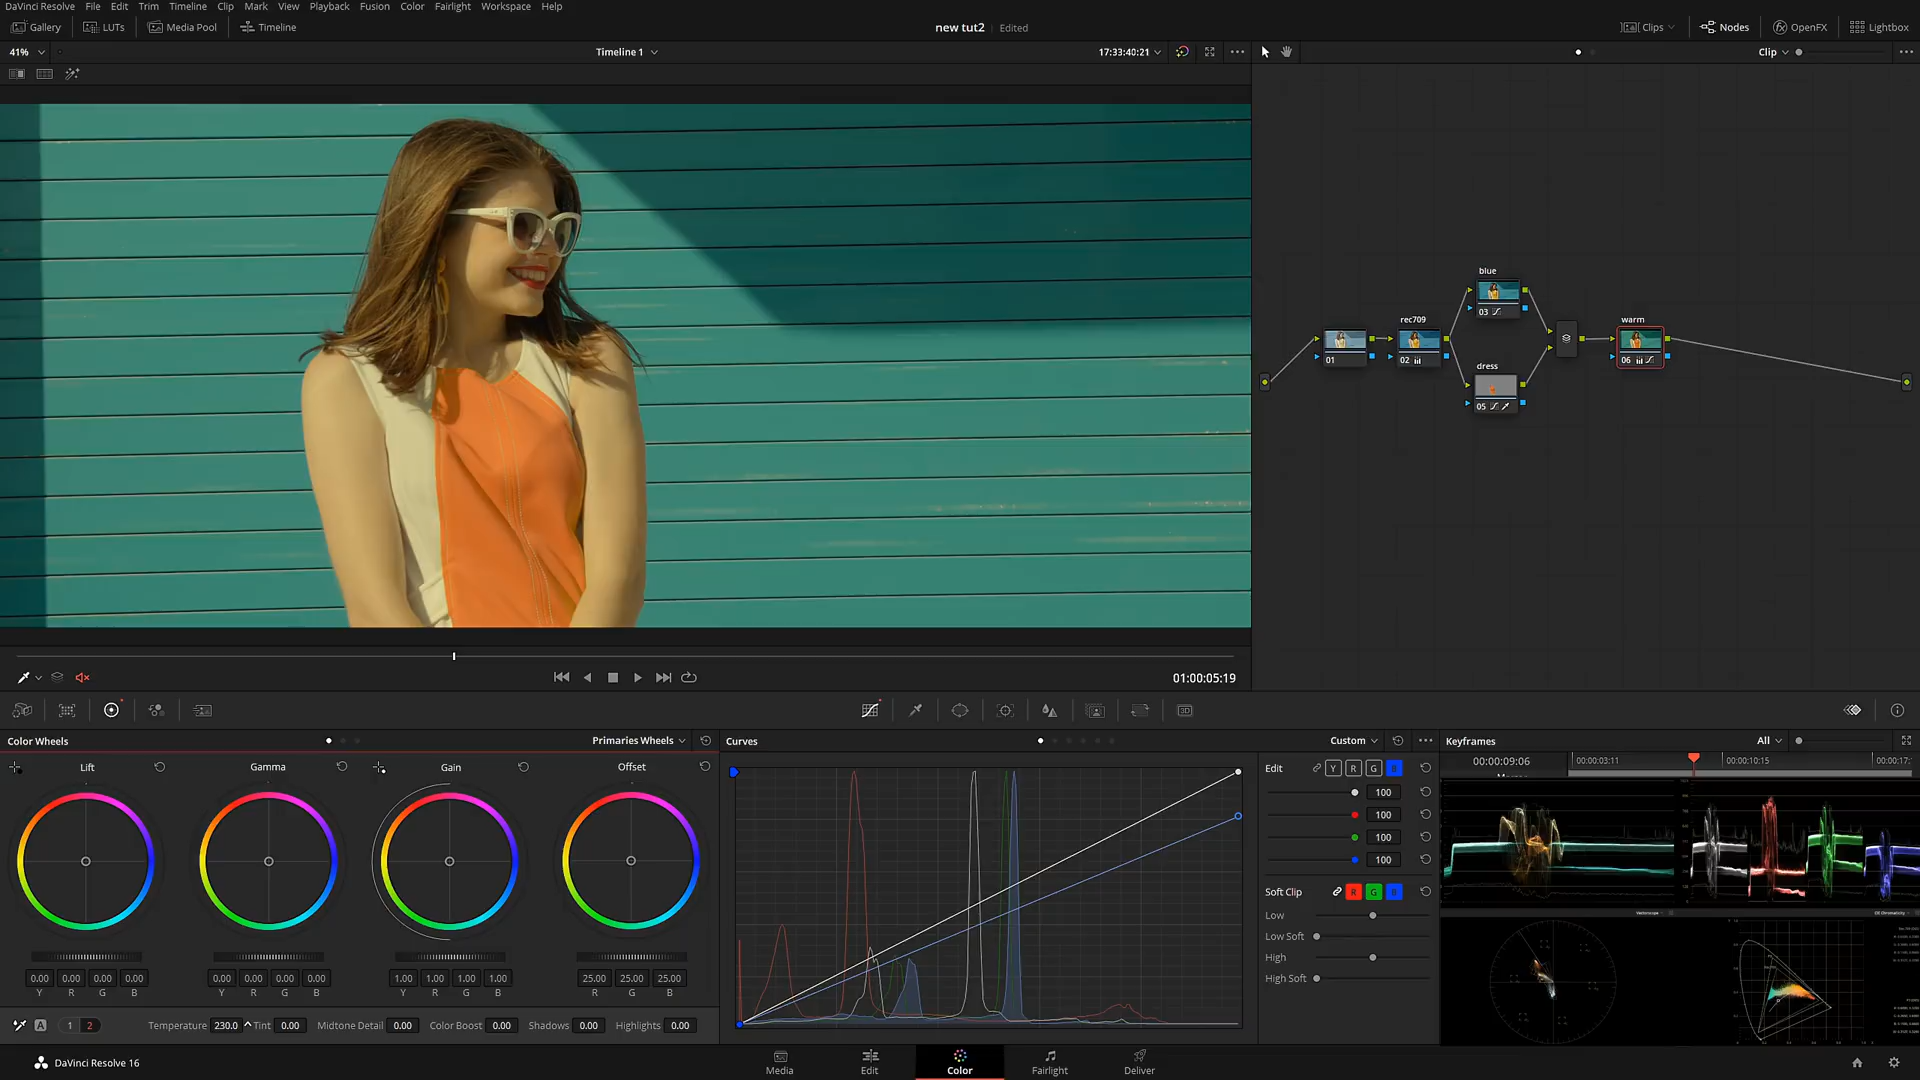 DaVinci Resolve File Edit Trim Timeline Clip Mark View Playback Fusion Color Fairlight Workspace Help
Gallery LUTs Media Pool Timeline new tut2 Edited Clips Nodes OpenFX Lightbox
41% Timeline 1 17:33:40:21 Clip
blue
03
rec709
warm
01
02
06
dress
05
01:00:05:19
Color Wheels Primaries Wheels Curves Custom Keyframes All
Lift Gamma Gain Offset Edit Y R G B 00:00:09:06 00:00:03:11 00:00:10:15
100
100
100
100
Soft Clip R G B
Low
Low Soft
High
High Soft
0.00 0.00 0.00 0.00 0.00 0.00 0.00 0.00 1.00 1.00 1.00 1.00 25.00 25.00 25.00
Y R G B Y R G B Y R G B R G B
A 1 2 Temperature 230.0 Tint 0.00 Midtone Detail 0.00 Color Boost 0.00 Shadows 0.00 Highlights 0.00
DaVinci Resolve 16 Media Edit Color Fairlight Deliver